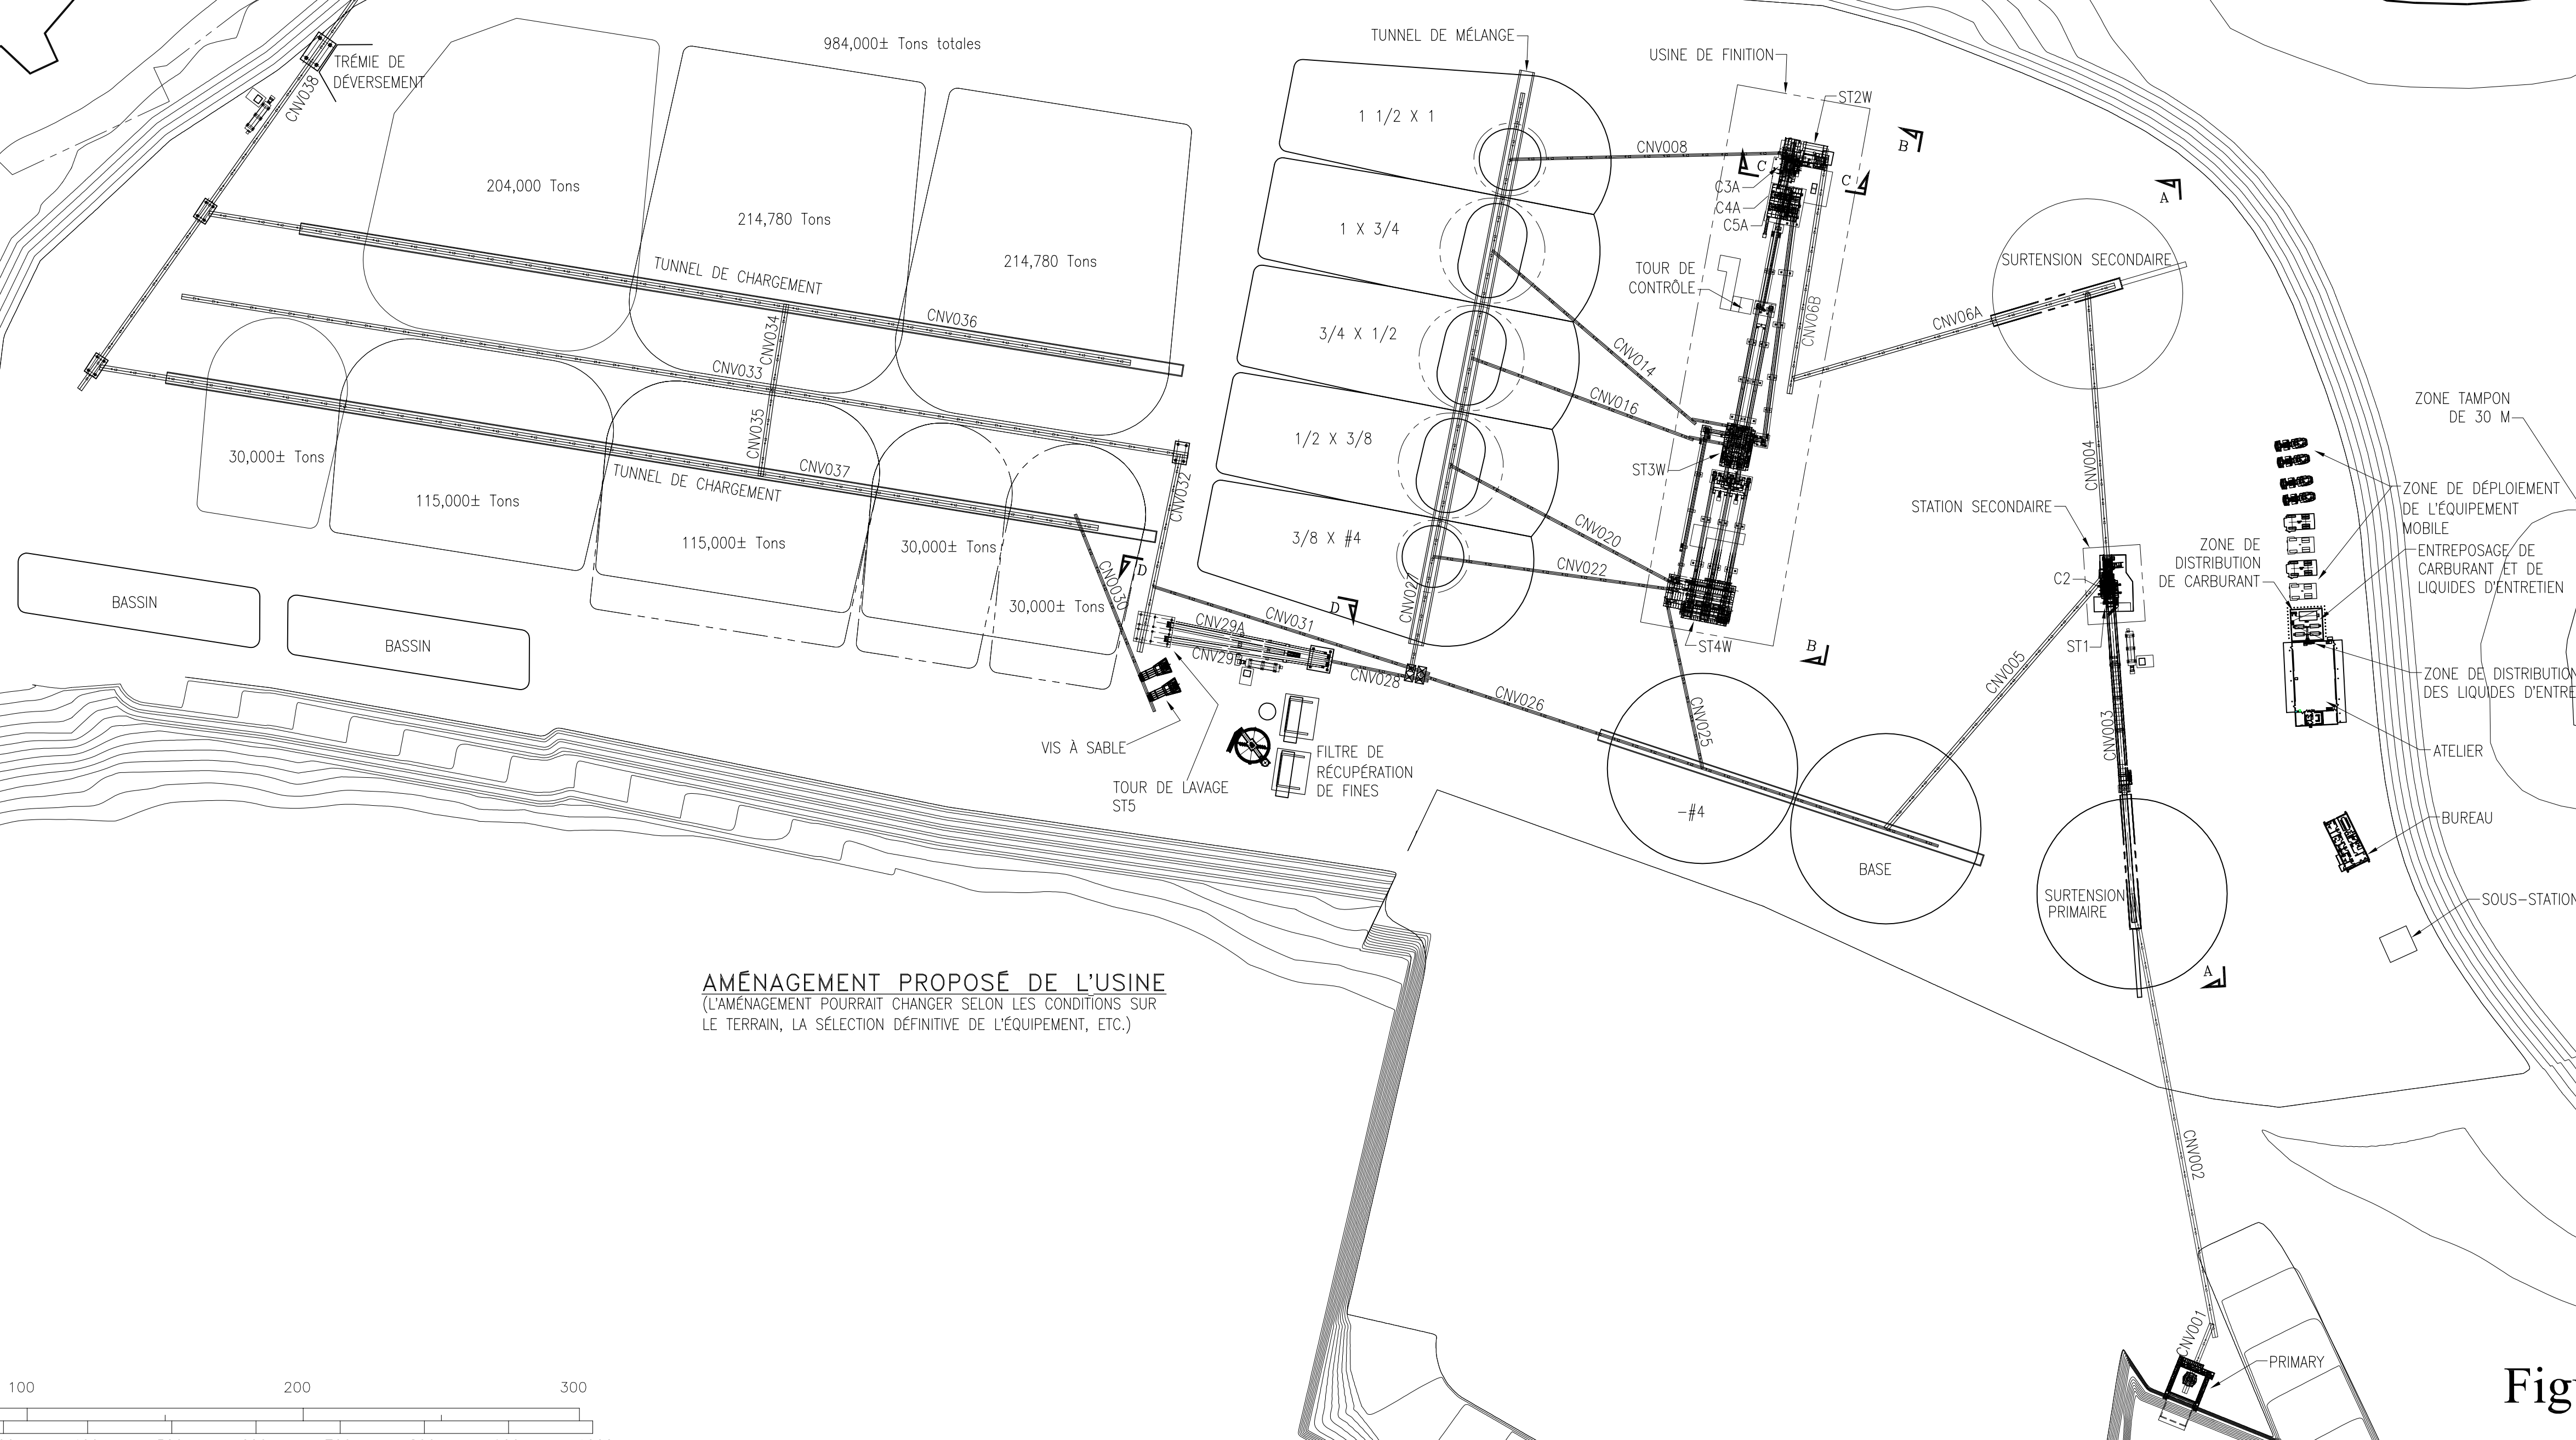 984,000± Tons totales
TRÉMIE DE
DÉVERSEMENT
CNV038
204,000 Tons
214,780 Tons
214,780 Tons
TUNNEL DE CHARGEMENT
CNV036
CNV034
CNV033
CNV035
CNV037
TUNNEL DE CHARGEMENT
30,000± Tons
115,000± Tons
115,000± Tons
30,000± Tons
30,000± Tons
BASSIN
BASSIN
CNV032
CNV030
D
D
CNV29A
CNV29B
CNV031
CNV028
CNV027
CNV026
VIS À SABLE
TOUR DE LAVAGE
ST5
FILTRE DE
RÉCUPÉRATION
DE FINES
TUNNEL DE MÉLANGE
1 1/2 X 1
1 X 3/4
3/4 X 1/2
1/2 X 3/8
3/8 X #4
USINE DE FINITION
ST2W
CNV008
C
C
B
C3A
C4A
C5A
TOUR DE
CONTRÔLE
CNV06B
CNV014
CNV016
ST3W
CNV020
CNV022
ST4W
B
CNV025
-#4
BASE
CNV005
CNV06A
A
SURTENSION SECONDAIRE
CNV004
STATION SECONDAIRE
C2
ST1
CNV003
SURTENSION
PRIMAIRE
A
CNV002
CNV001
PRIMARY
ZONE TAMPON
DE 30 M
ZONE DE DÉPLOIEMENT
DE L'ÉQUIPEMENT
MOBILE
ZONE DE
DISTRIBUTION
DE CARBURANT
ENTREPOSAGE DE
CARBURANT ET DE
LIQUIDES D'ENTRETIEN
ZONE DE DISTRIBUTION
DES LIQUIDES D'ENTRE
ATELIER
BUREAU
SOUS-STATION
AMÉNAGEMENT PROPOSÉ DE L'USINE
(L'AMÉNAGEMENT POURRAIT CHANGER SELON LES CONDITIONS SUR
LE TERRAIN, LA SÉLECTION DÉFINITIVE DE L'ÉQUIPEMENT, ETC.)
100 200 300